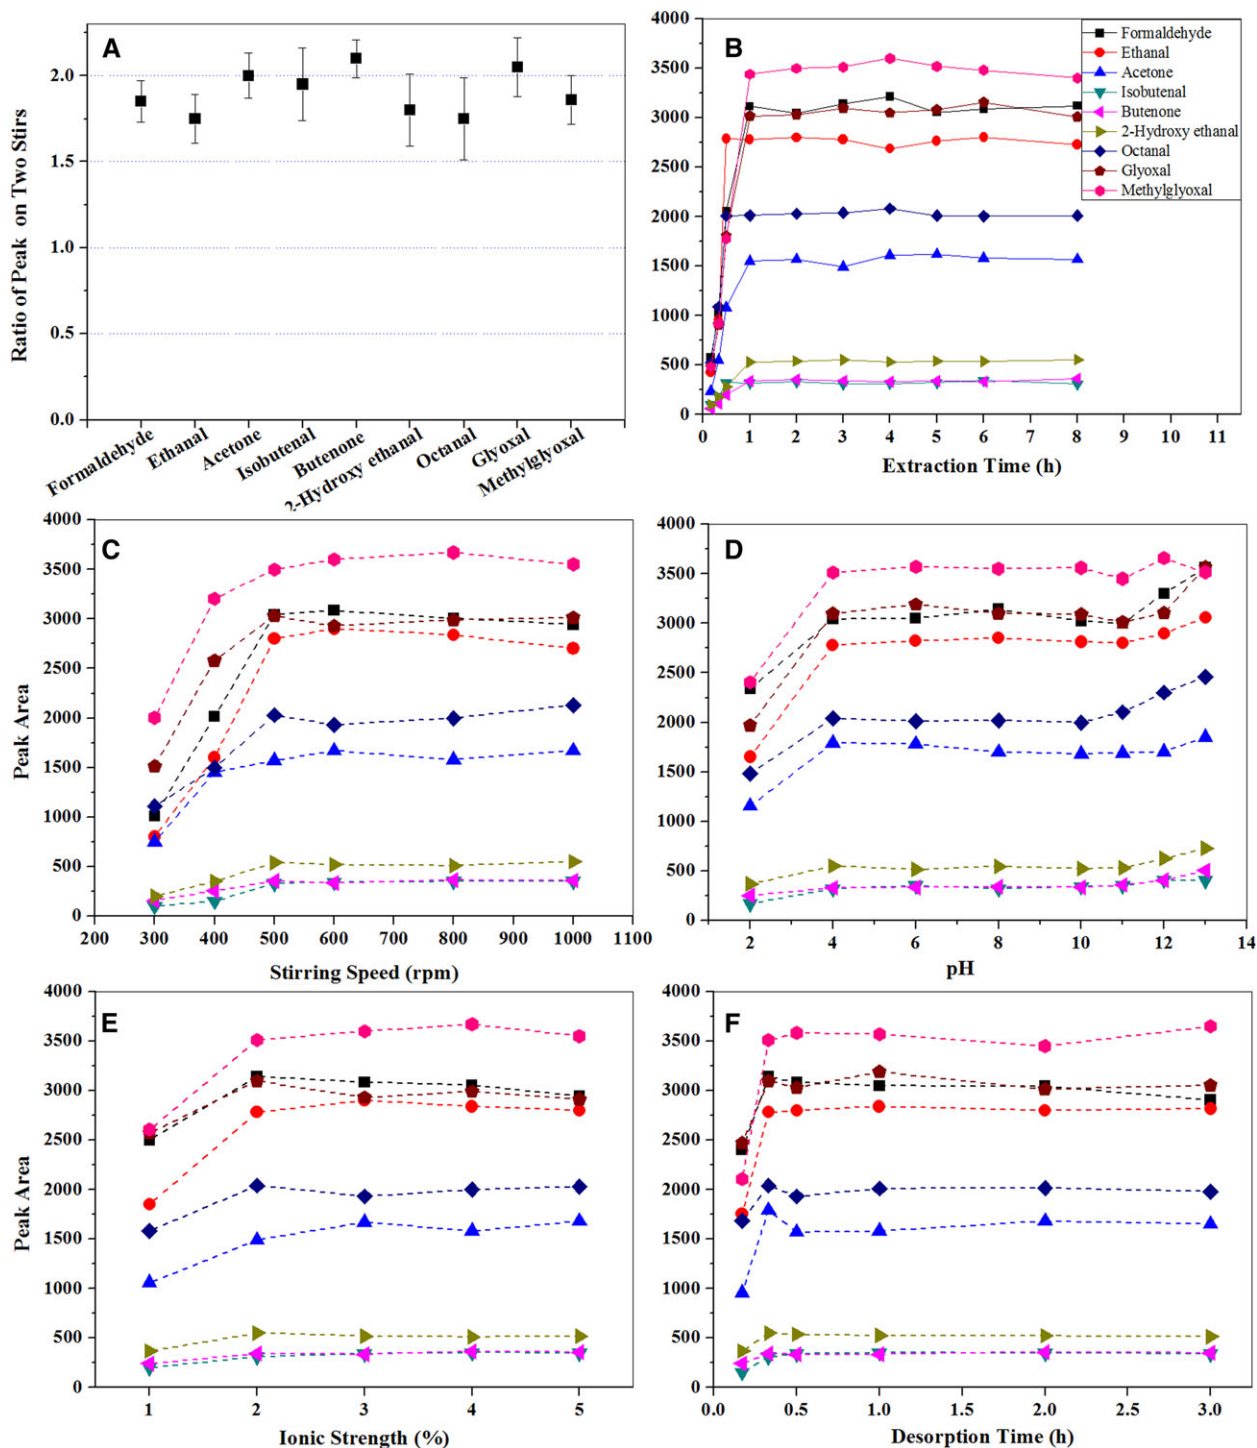 A
Ratio of Peak on Two Stirs
2.0
1.5
1.0
0.5
0.0
Formaldehyde
Ethanal
Acetone
Isobutenal
Butenone
2-Hydroxy ethanal
Octanal
Glyoxal
Methylglyoxal
B
4000
3500
3000
2500
2000
1500
1000
500
0
0 1 2 3 4 5 6 7 8 9 10 11
Extraction Time (h)
Formaldehyde
Ethanal
Acetone
Isobutenal
Butenone
2-Hydroxy ethanal
Octanal
Glyoxal
Methylglyoxal
C
Peak Area
4000
3500
3000
2500
2000
1500
1000
500
0
200 300 400 500 600 700 800 900 1000 1100
Stirring Speed (rpm)
D
4000
3500
3000
2500
2000
1500
1000
500
0
2 4 6 8 10 12 14
pH
E
Peak Area
4000
3500
3000
2500
2000
1500
1000
500
0
1 2 3 4 5
Ionic Strength (%)
F
4000
3500
3000
2500
2000
1500
1000
500
0
0.0 0.5 1.0 1.5 2.0 2.5 3.0
Desorption Time (h)